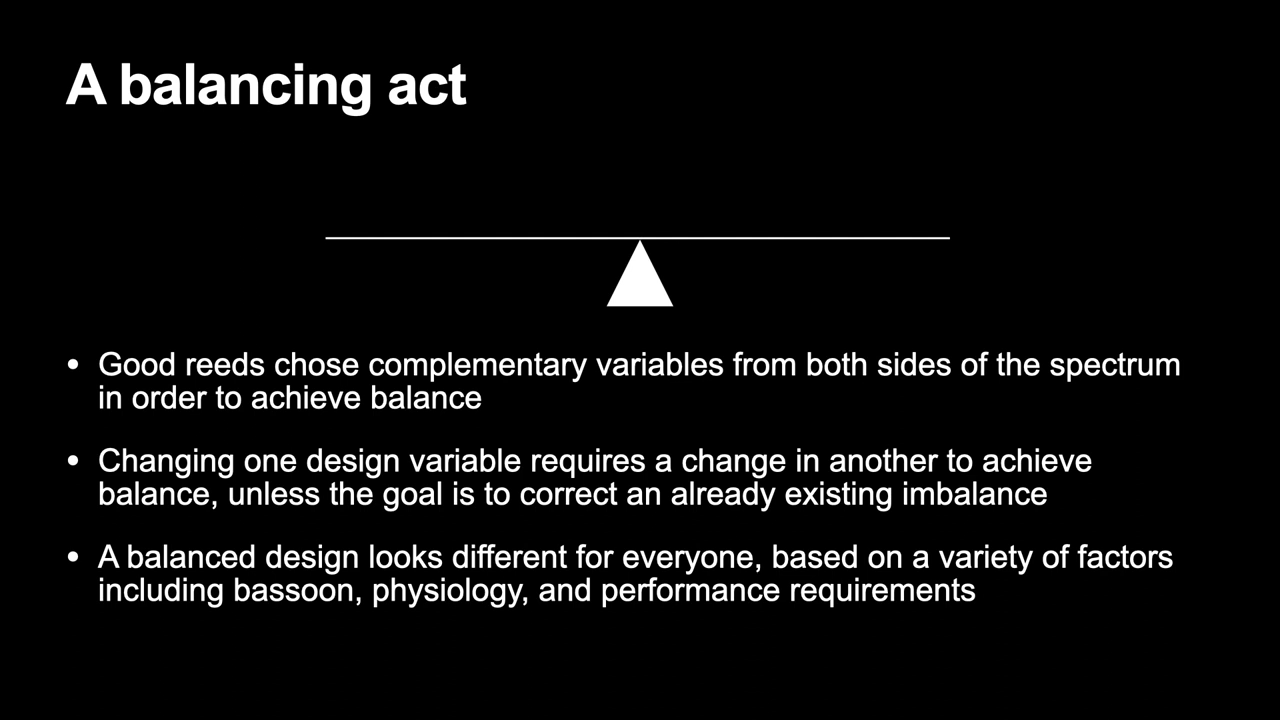 A balancing act
• Good reeds chose complementary variables from both sides of the spectrum
in order to achieve balance
• Changing one design variable requires a change in another to achieve
balance, unless the goal is to correct an already existing imbalance
• A balanced design looks different for everyone, based on a variety of factors
including bassoon, physiology, and performance requirements